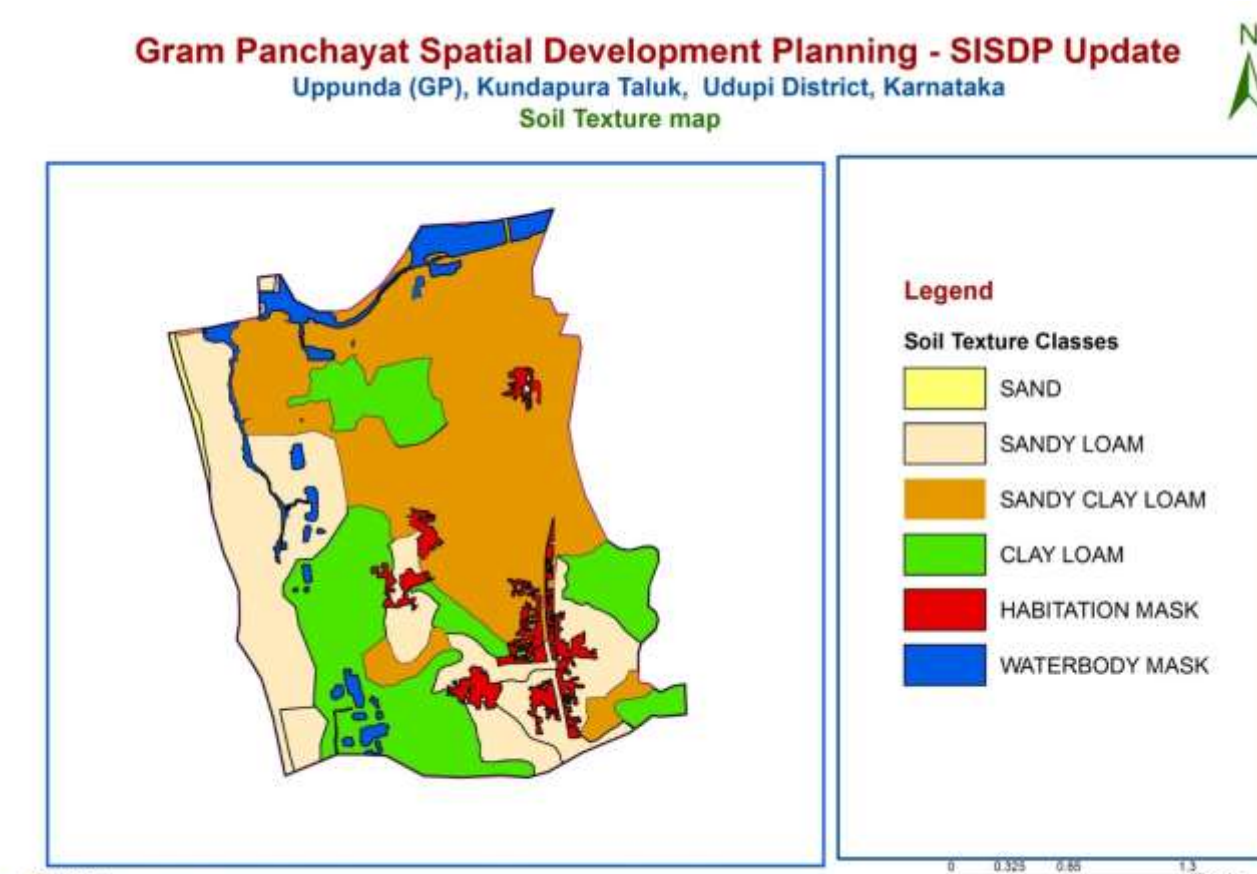 Gram Panchayat Spatial Development Planning - SISDP Update
Uppunda (GP), Kundapura Taluk, Udupi District, Karnataka
Soil Texture map
N
Legend
Soil Texture Classes
SAND
SANDY LOAM
SANDY CLAY LOAM
CLAY LOAM
HABITATION MASK
WATERBODY MASK
0 0.325 0.65 1.3